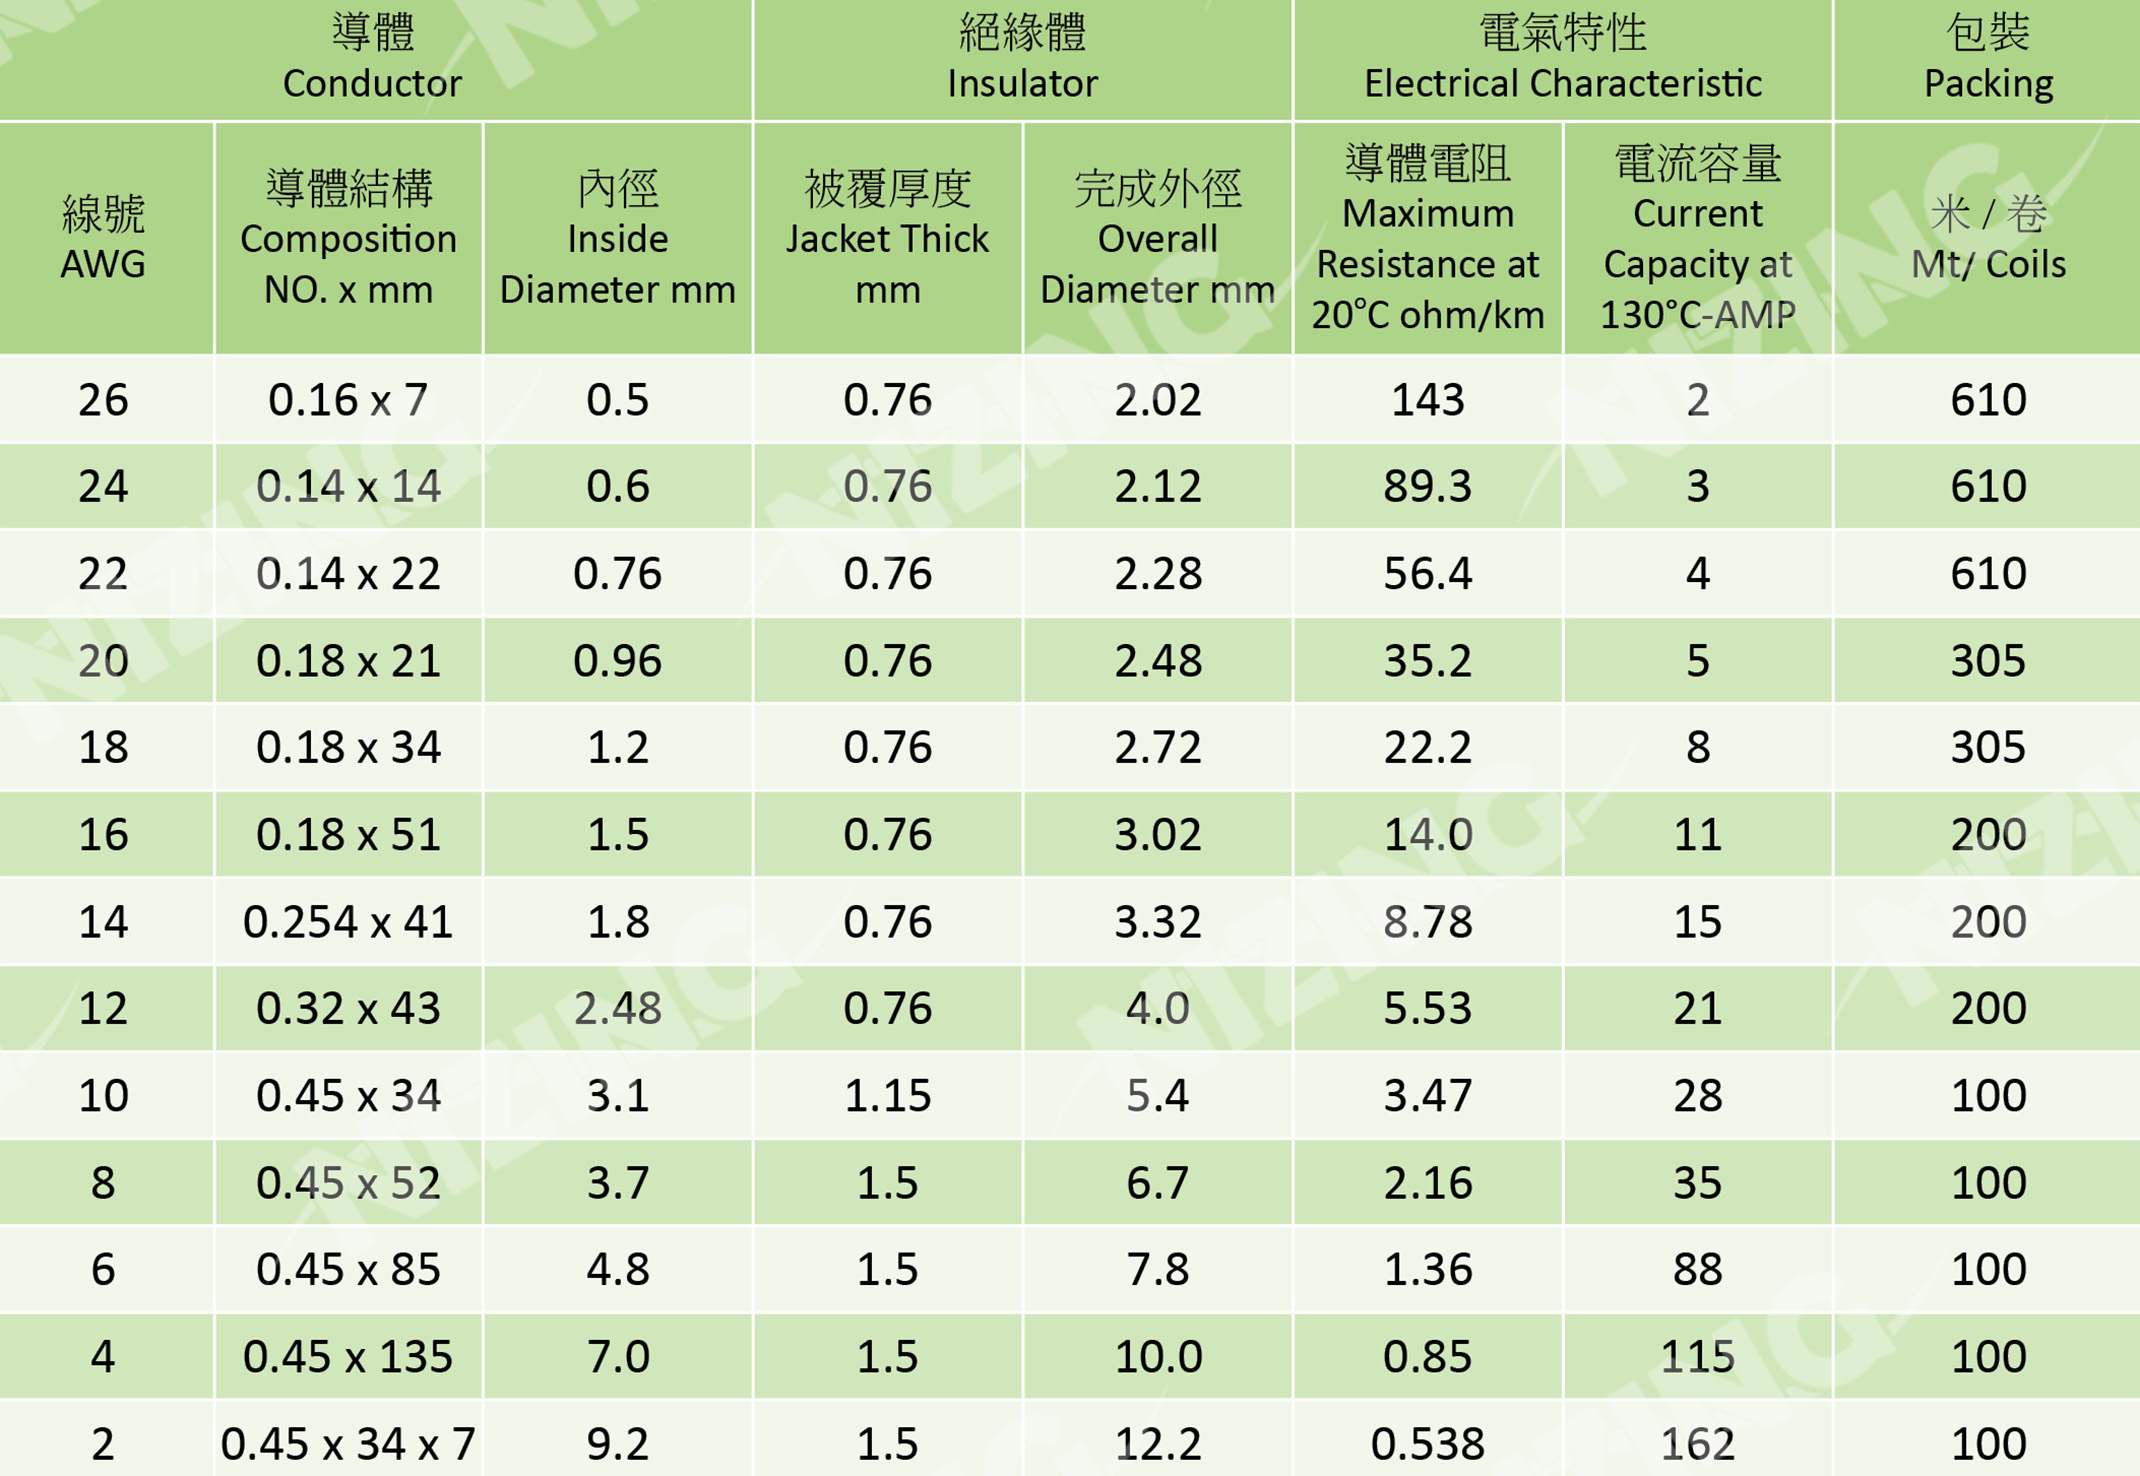 導體
Conductor
絕緣體
Insulator
電氣特性
Electrical Characteristic
包裝
Packing
線號
AWG
導體結構
Composition
NO. x mm
內徑
Inside
Diameter mm
被覆厚度
Jacket Thick
mm
完成外徑
Overall
Diameter mm
導體電阻
Maximum
Resistance at
20°C ohm/km
電流容量
Current
Capacity at
130°C-AMP
米 / 卷
Mt/ Coils
26 0.16 x 7 0.5 0.76 2.02 143 2 610
24 0.14 x 14 0.6 0.76 2.12 89.3 3 610
22 0.14 x 22 0.76 0.76 2.28 56.4 4 610
20 0.18 x 21 0.96 0.76 2.48 35.2 5 305
18 0.18 x 34 1.2 0.76 2.72 22.2 8 305
16 0.18 x 51 1.5 0.76 3.02 14.0 11 200
14 0.254 x 41 1.8 0.76 3.32 8.78 15 200
12 0.32 x 43 2.48 0.76 4.0 5.53 21 200
10 0.45 x 34 3.1 1.15 5.4 3.47 28 100
8 0.45 x 52 3.7 1.5 6.7 2.16 35 100
6 0.45 x 85 4.8 1.5 7.8 1.36 88 100
4 0.45 x 135 7.0 1.5 10.0 0.85 115 100
2 0.45 x 34 x 7 9.2 1.5 12.2 0.538 162 100
NIZING
NIZING
NIZING
NIZING
NIZING
NIZING
NIZING
NIZING